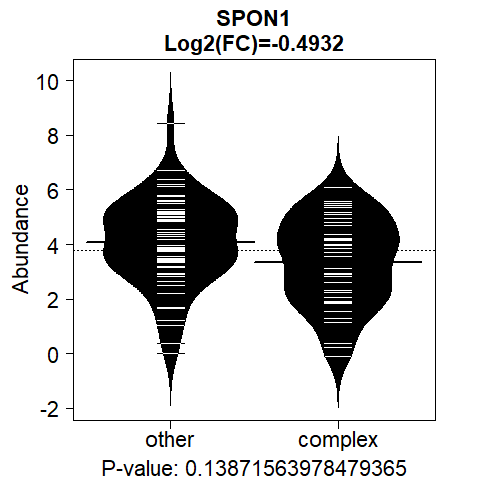 SPON1
Log2(FC)=-0.4932
Abundance
10
8
6
4
2
0
-2
other complex
P-value: 0.13871563978479365